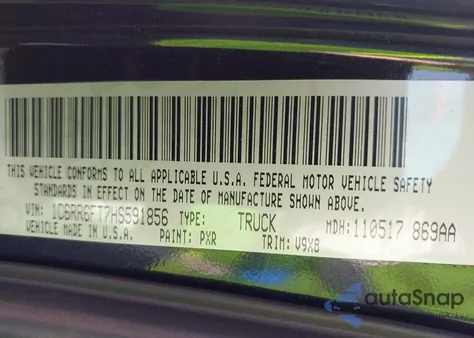 THIS VEHICLE CONFORMS TO ALL APPLICABLE U.S.A. FEDERAL MOTOR VEHICLE SAFETY
STANDARDS IN EFFECT ON THE DATE OF MANUFACTURE SHOWN ABOVE.
VIN: 1C6RR6FT7HS591856 TYPE: TRUCK MDH: 110517 869AA
VEHICLE MADE IN U.S.A. PAINT: PXR TRIM: V9X8
autaSnap